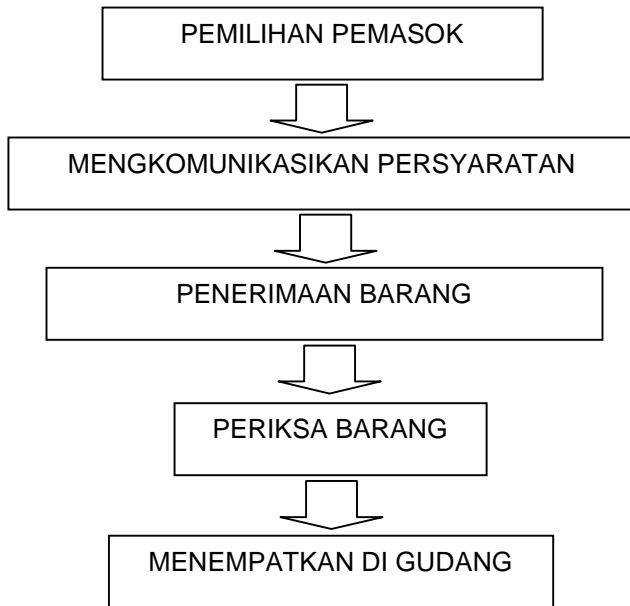 PEMILIHAN PEMASOK
MENGKOMUNIKASIKAN PERSYARATAN
PENERIMAAN BARANG
PERIKSA BARANG
MENEMPATKAN DI GUDANG